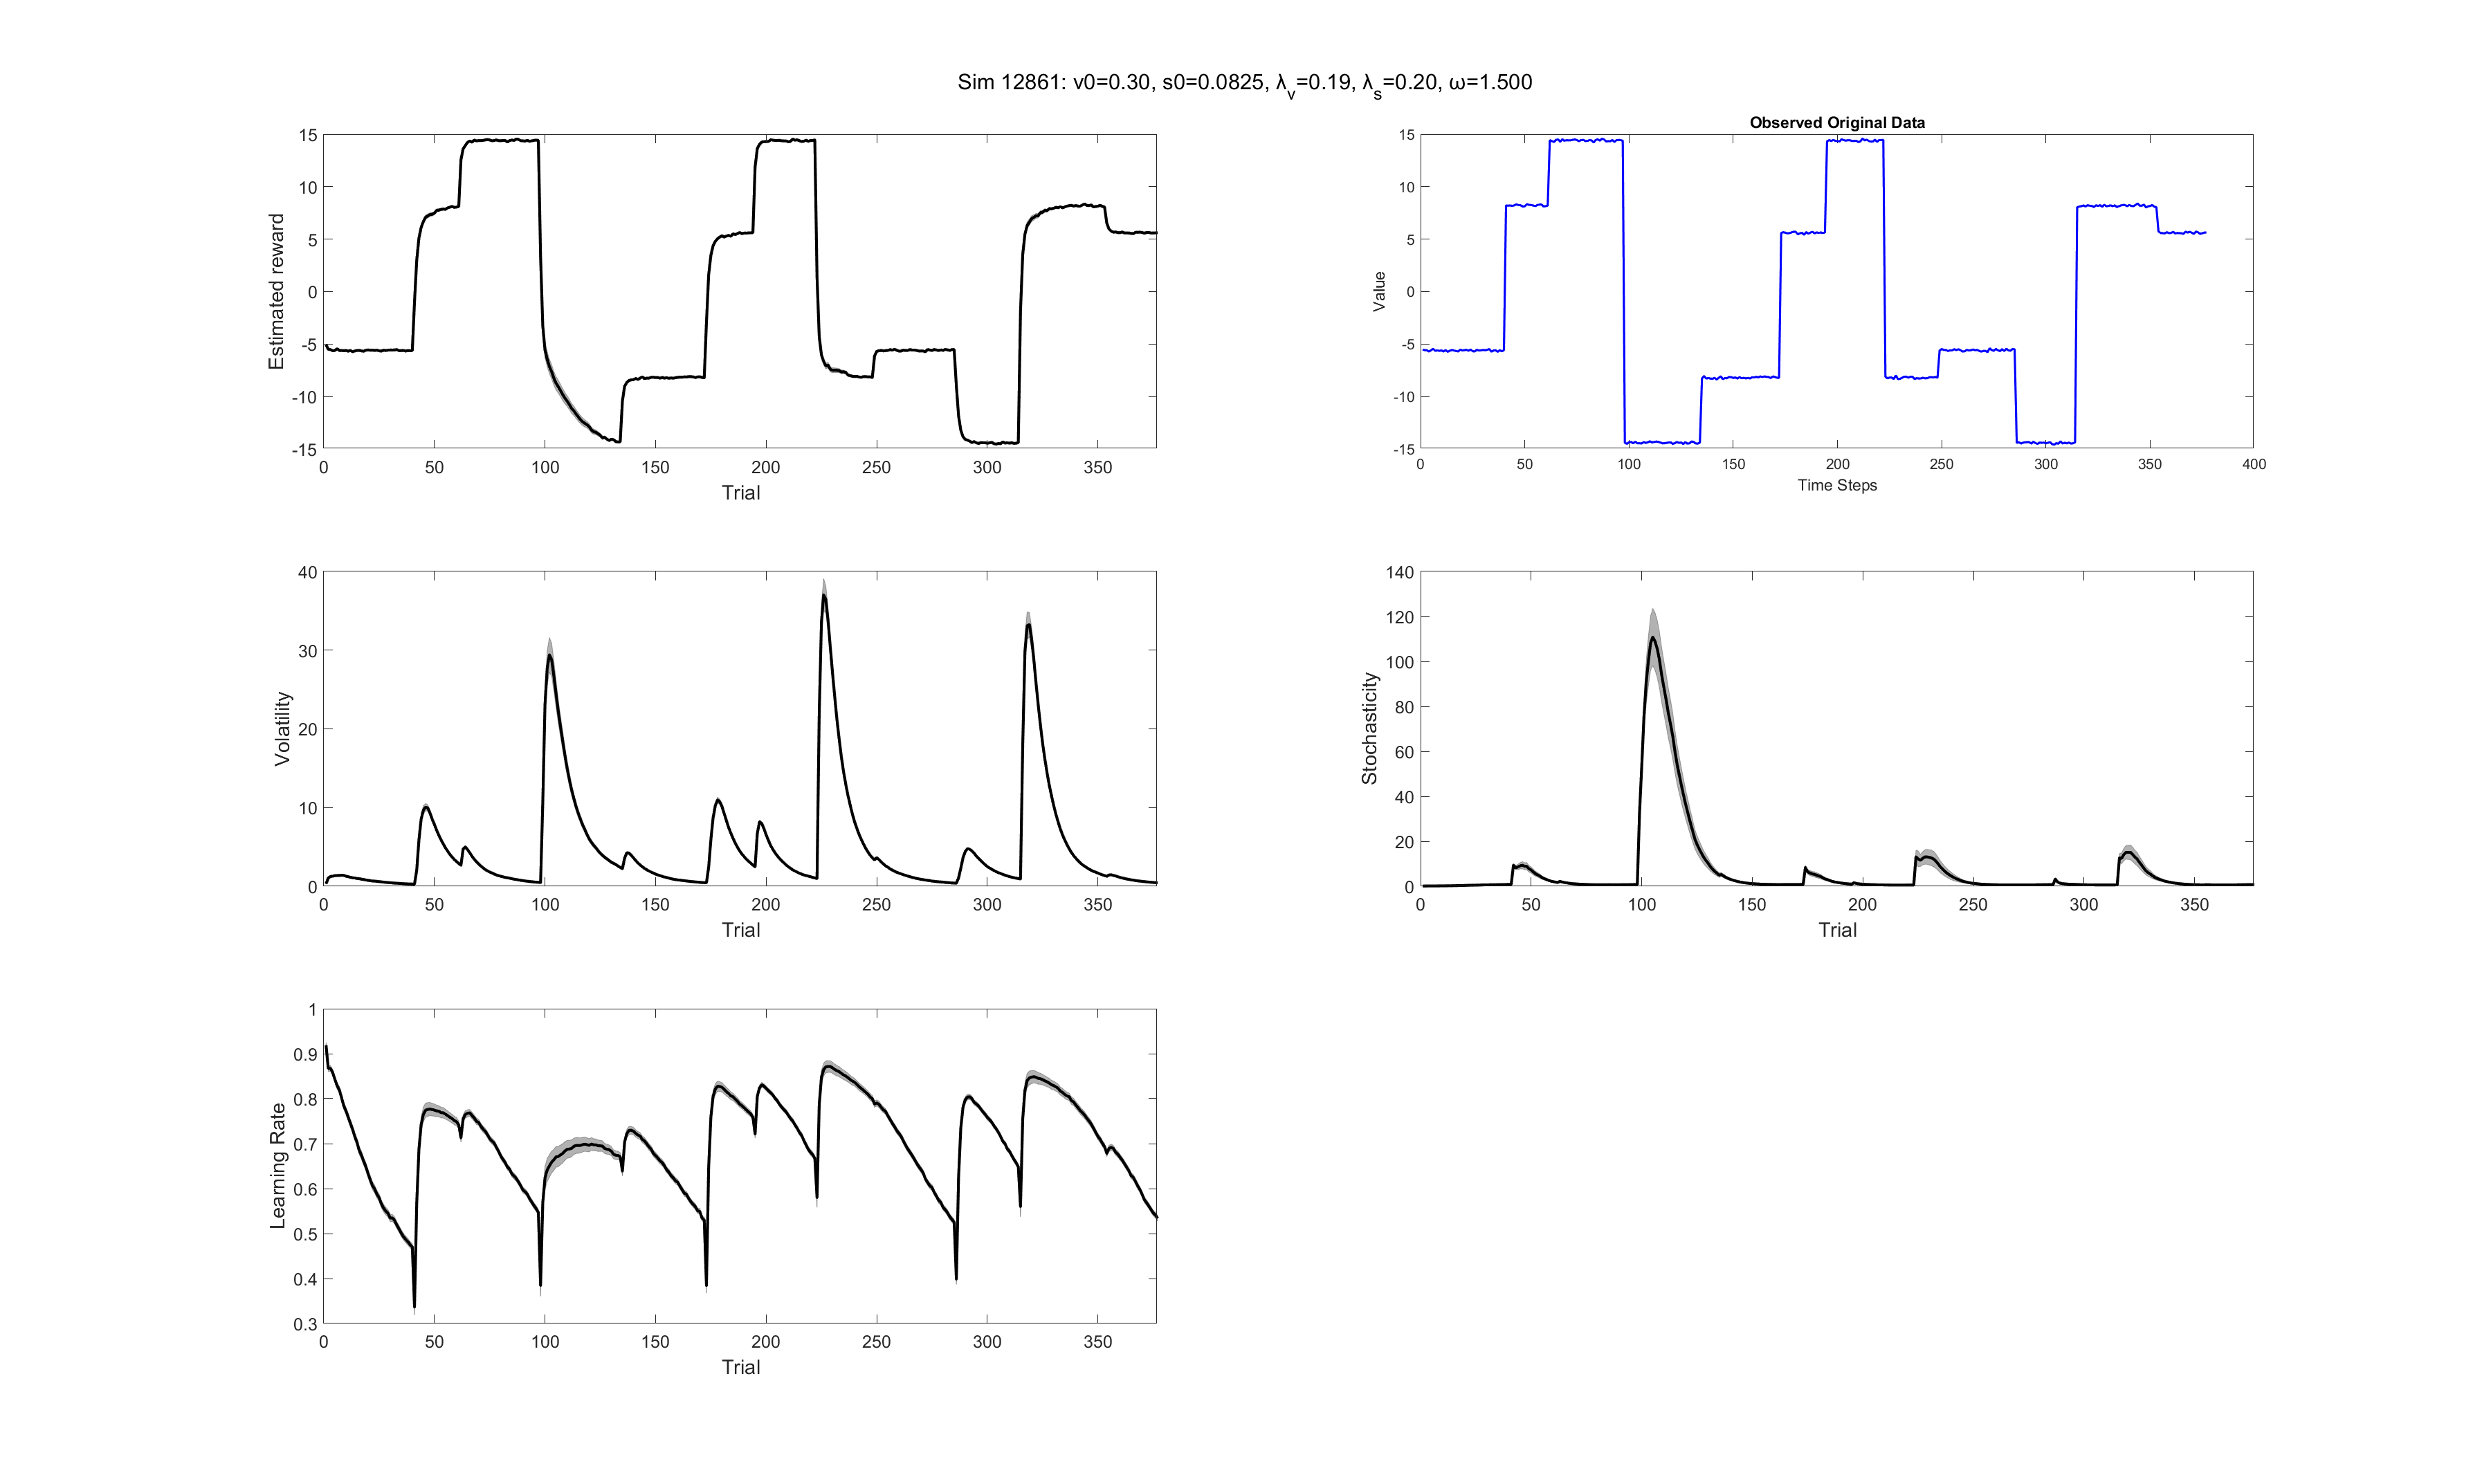 Sim 12861: v0=0.30, s0=0.0825, λv=0.19, λs=0.20, ω=1.500
15
10
5
0
-5
-10
-15
Estimated reward
0 50 100 150 200 250 300 350
Trial
Observed Original Data
15
10
5
0
-5
-10
-15
Value
0 50 100 150 200 250 300 350 400
Time Steps
40
30
20
10
0
Volatility
0 50 100 150 200 250 300 350
Trial
140
120
100
80
60
40
20
0
Stochasticity
0 50 100 150 200 250 300 350
Trial
1
0.9
0.8
0.7
0.6
0.5
0.4
0.3
Learning Rate
0 50 100 150 200 250 300 350
Trial